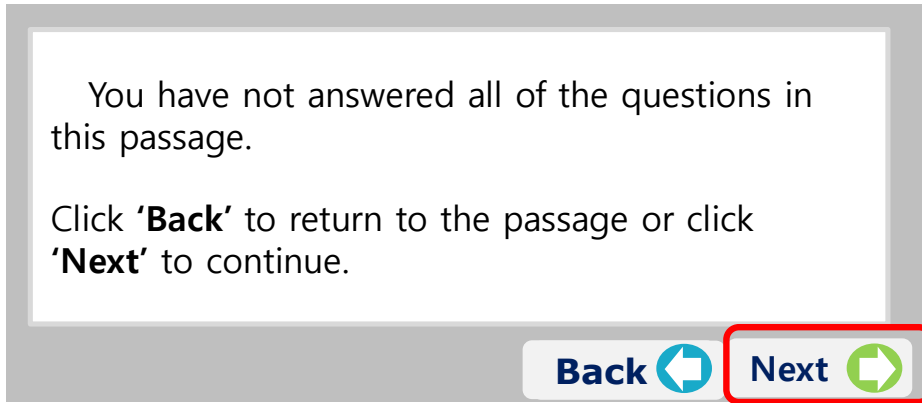 You have not answered all of the questions in
this passage.
Click ‘Back’ to return to the passage or click
‘Next’ to continue.
Back
Next